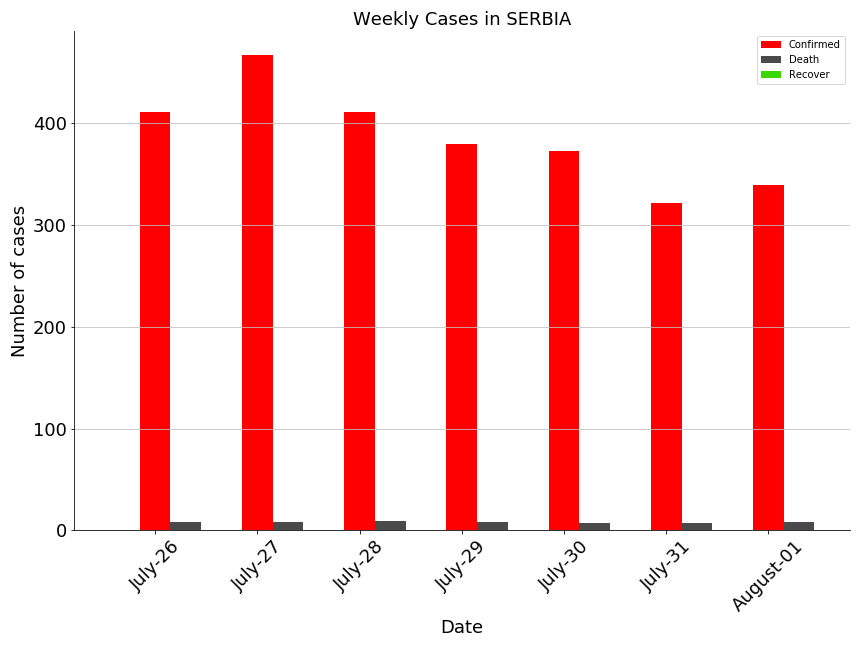 Weekly Cases in SERBIA
Confirmed
Death
Recover
Number of cases
400
300
200
100
0
July-26
July-27
July-28
July-29
July-30
July-31
August-01
Date